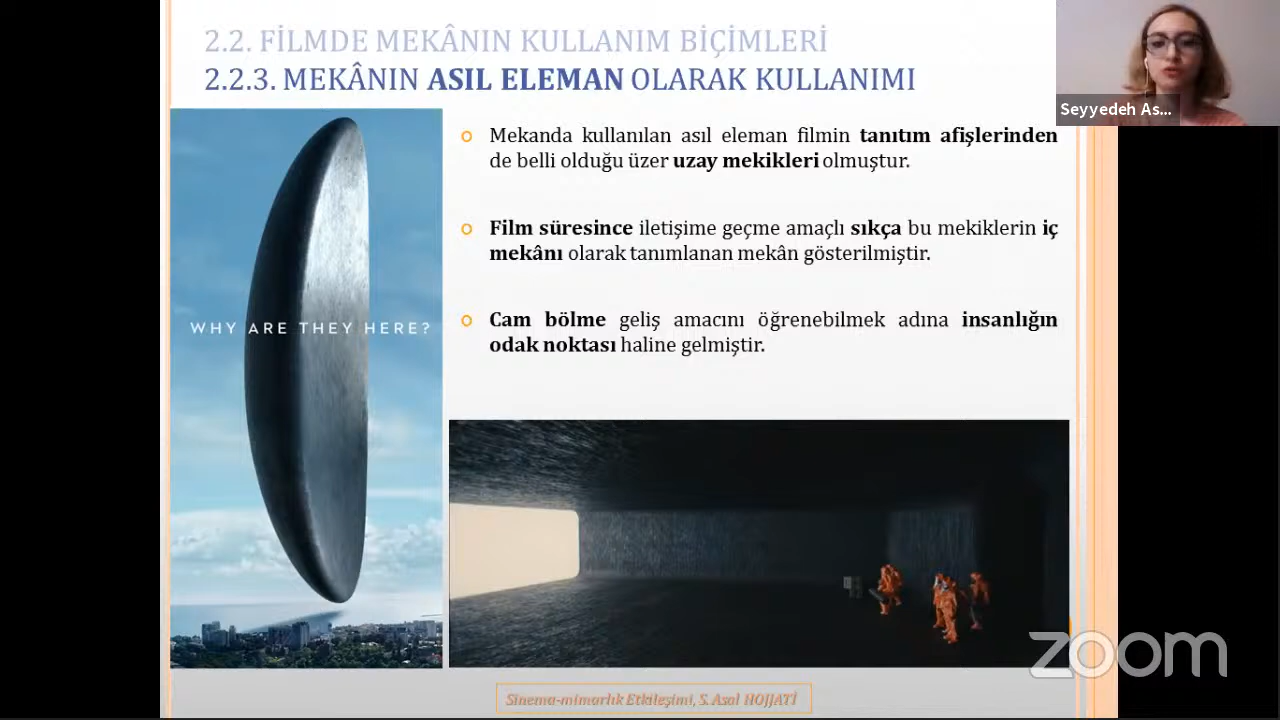 2.2. FİLMDE MEKÂNIN KULLANIM BİÇİMLERİ
2.2.3. MEKÂNIN ASIL ELEMAN OLARAK KULLANIMI
Seyyedeh As...
o Mekanda kullanılan asıl eleman filmin tanıtım afişlerinden
de belli olduğu üzer uzay mekikleri olmuştur.
o Film süresince iletişime geçme amaçlı sıkça bu mekiklerin iç
mekânı olarak tanımlanan mekân gösterilmiştir.
WHY ARE THEY HERE?
o Cam bölme geliş amacını öğrenebilmek adına insanlığın
odak noktası haline gelmiştir.
zoom
Sinema-mimarlık Etkileşimi, S. Asal HOJJATİ